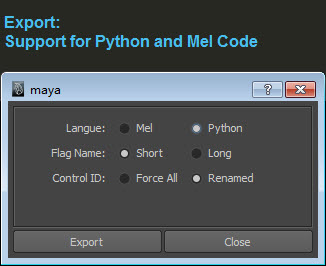 Export:
Support for Python and Mel Code
maya
?
Langue: Mel Python
Flag Name: Short Long
Control ID: Force All Renamed
Export Close